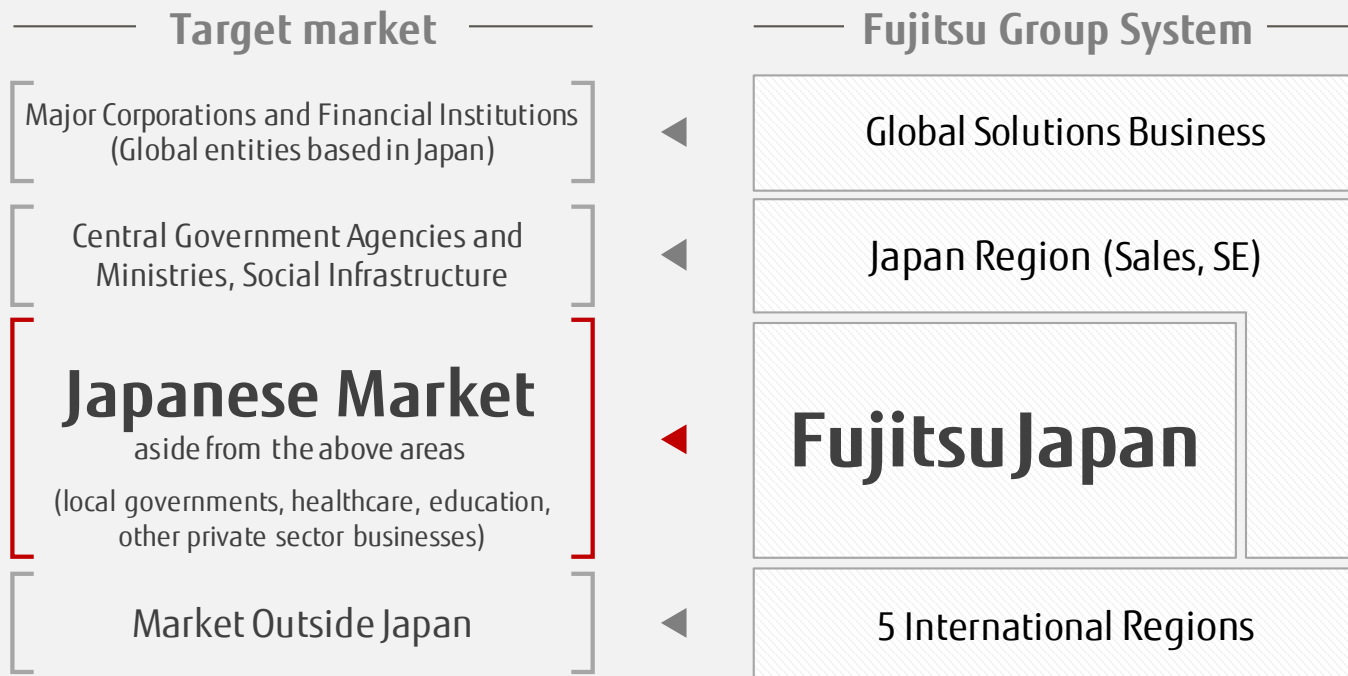 Target market
Fujitsu Group System
Major Corporations and Financial Institutions
(Global entities based in Japan)
Global Solutions Business
Central Government Agencies and
Ministries, Social Infrastructure
Japan Region (Sales, SE)
Japanese Market
aside from the above areas
(local governments, healthcare, education,
other private sector businesses)
Fujitsu Japan
Market Outside Japan
5 International Regions